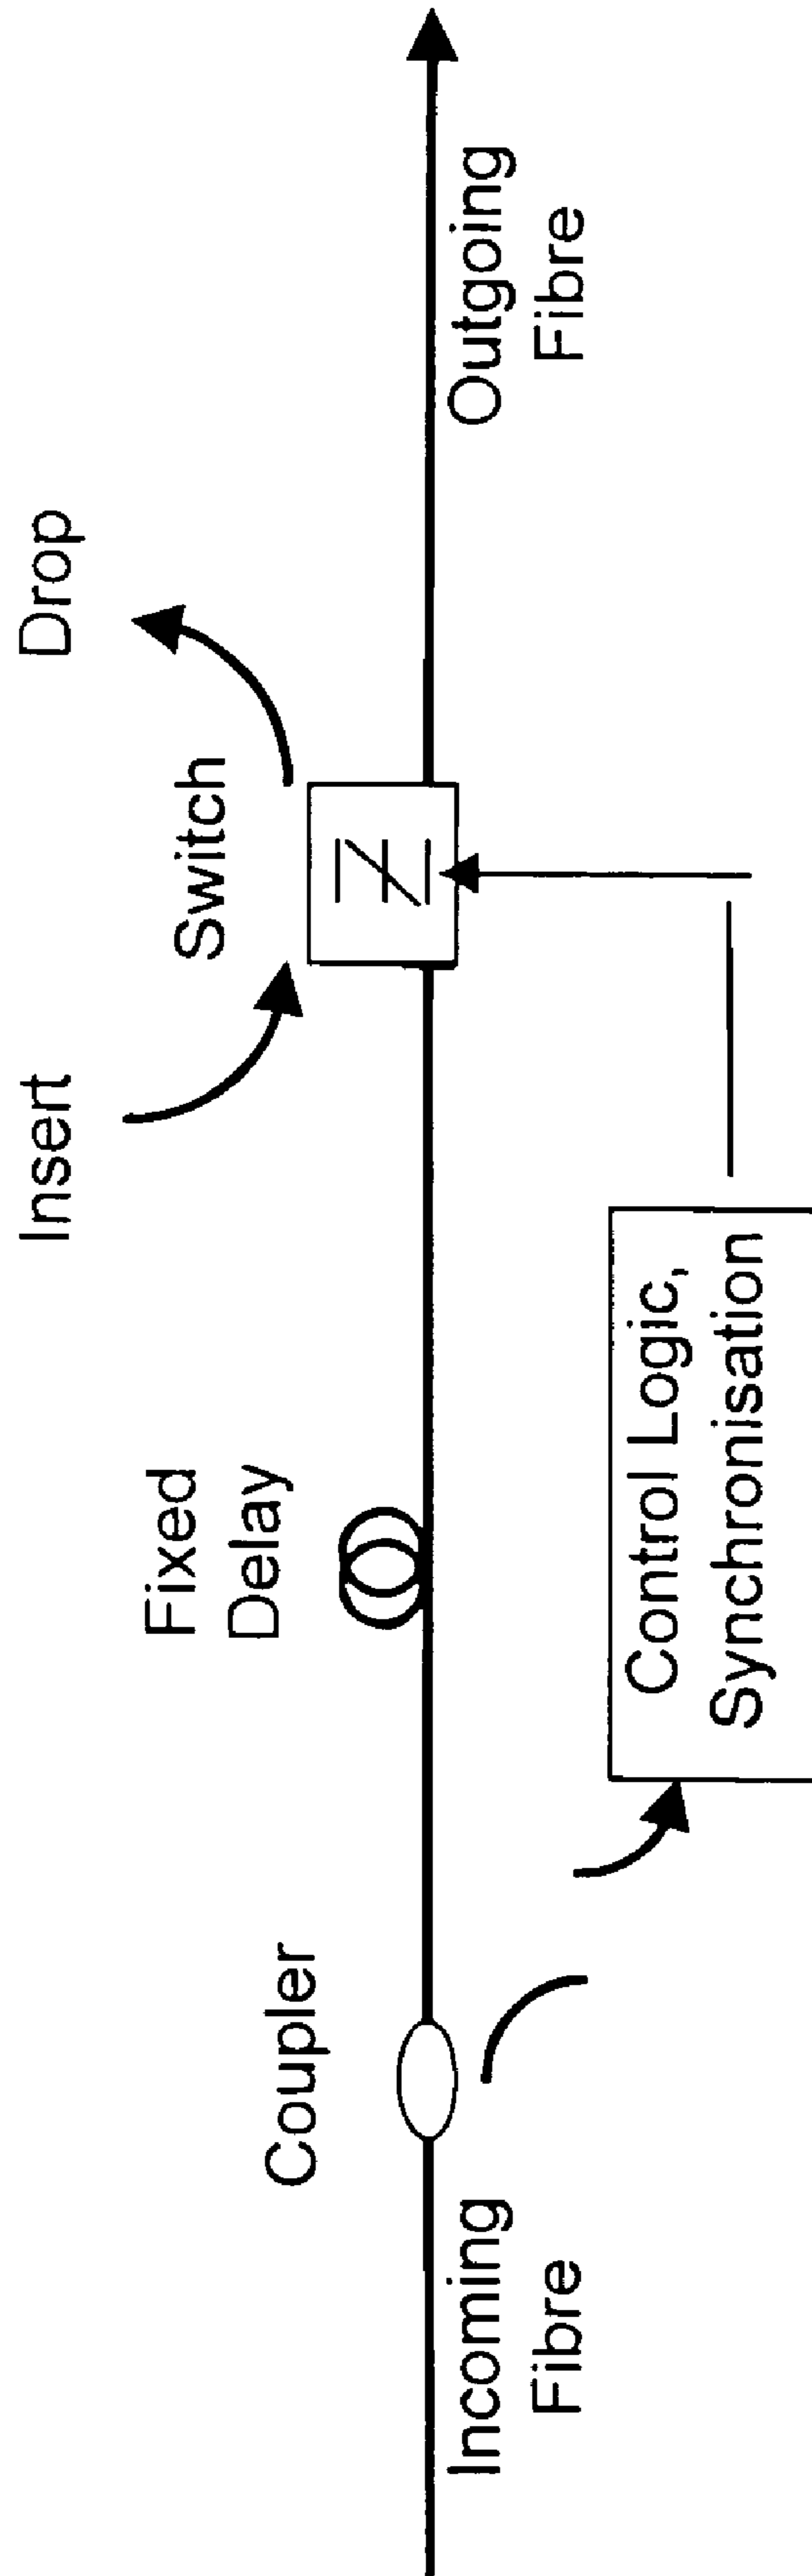 Incoming
Fibre
Coupler
Fixed
Delay
Control Logic,
Synchronisation
Insert
Switch
Drop
Outgoing
Fibre